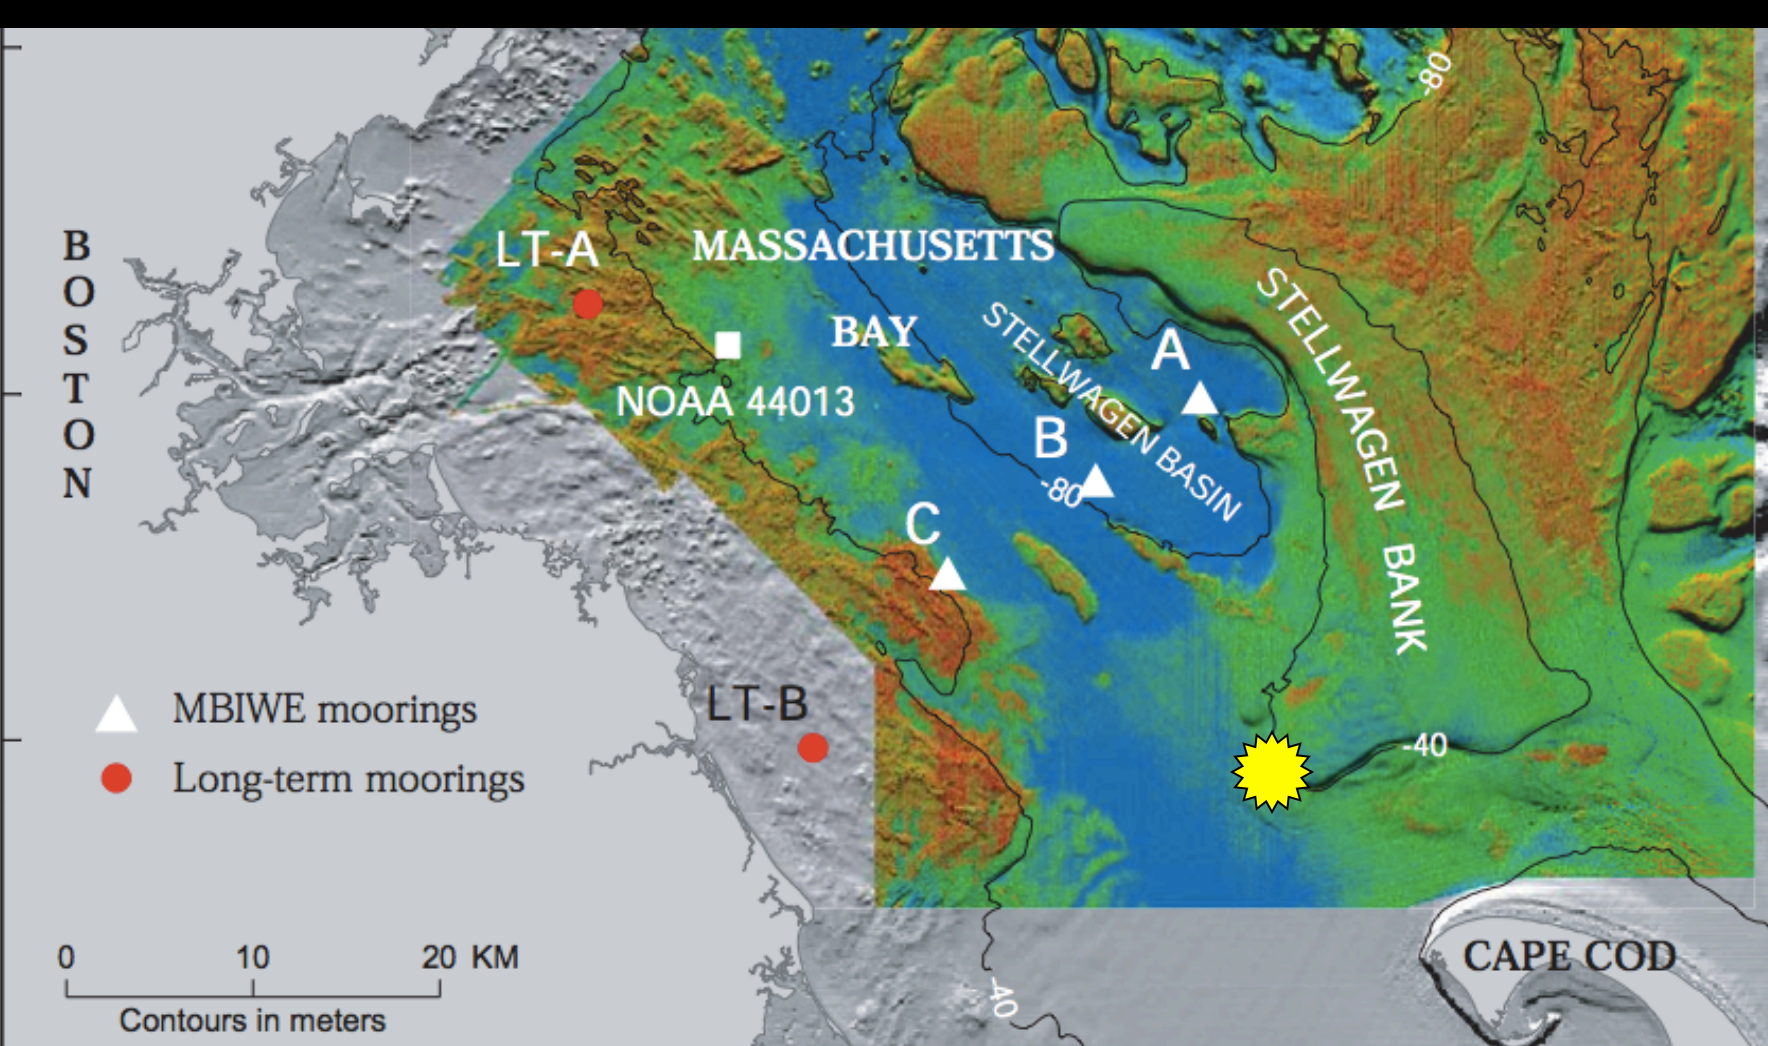 BOSTON
LT-A
MASSACHUSETTS
BAY
NOAA 44013
STELLWAGEN BASIN
STELLWAGEN BANK
A
B
C
-80
-80
LT-B
-40
-40
MBIWE moorings
Long-term moorings
0 10 20 KM
Contours in meters
CAPE COD